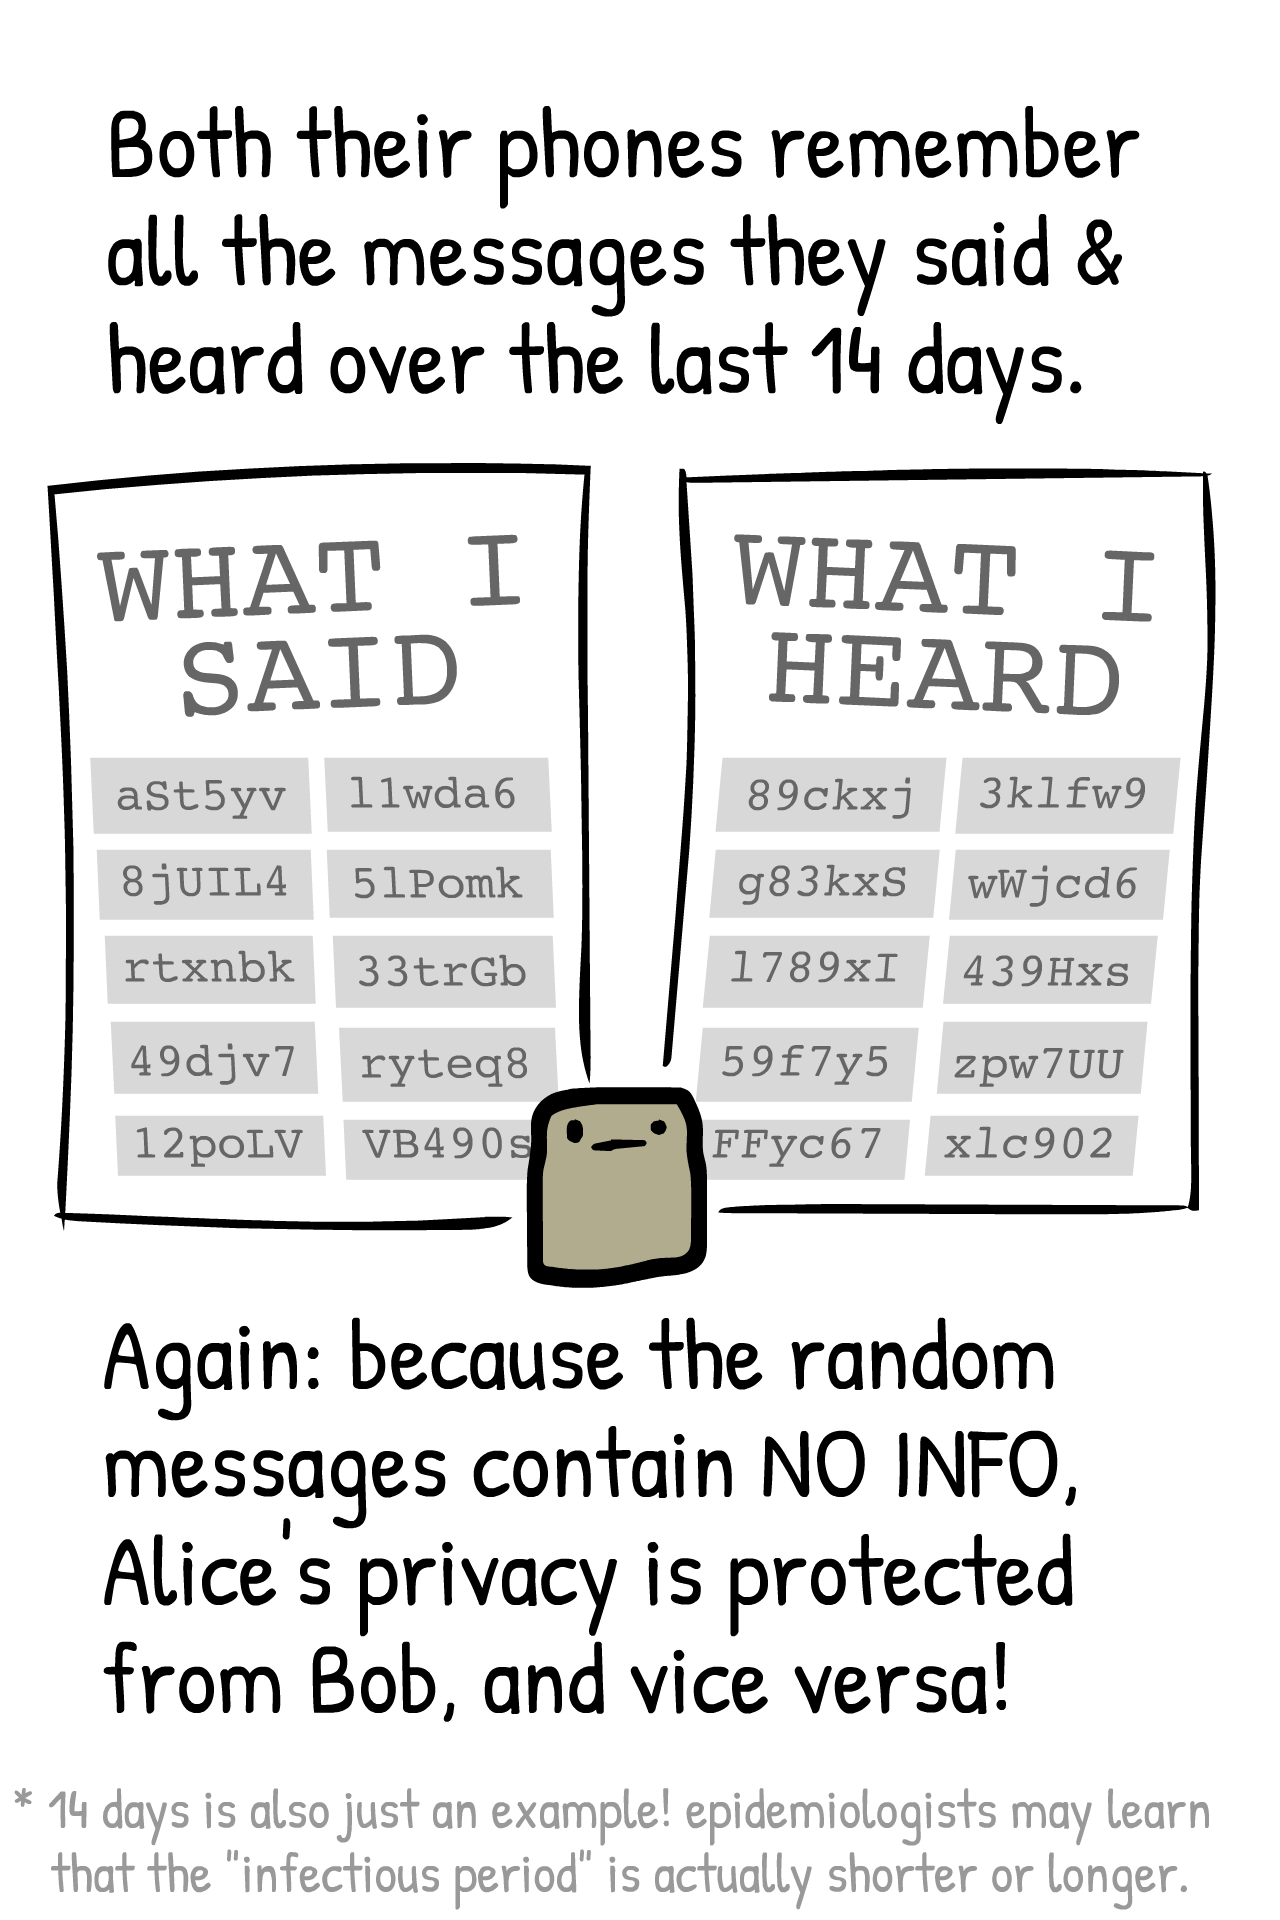 Both their phones remember
all the messages they said &
heard over the last 14 days.
WHAT I
SAID
aSt5yv l1wda6
8jUIL4 5lPomk
rtxnbk 33trGb
49djv7 ryteq8
12poLV VB490s
WHAT I
HEARD
89ckxj 3klfw9
g83kxS wWjcd6
l789xI 439Hxs
59f7y5 zpw7UU
FFyc67 xlc902
Again: because the random
messages contain NO INFO,
Alice's privacy is protected
from Bob, and vice versa!
* 14 days is also just an example! epidemiologists may learn
that the "infectious period" is actually shorter or longer.